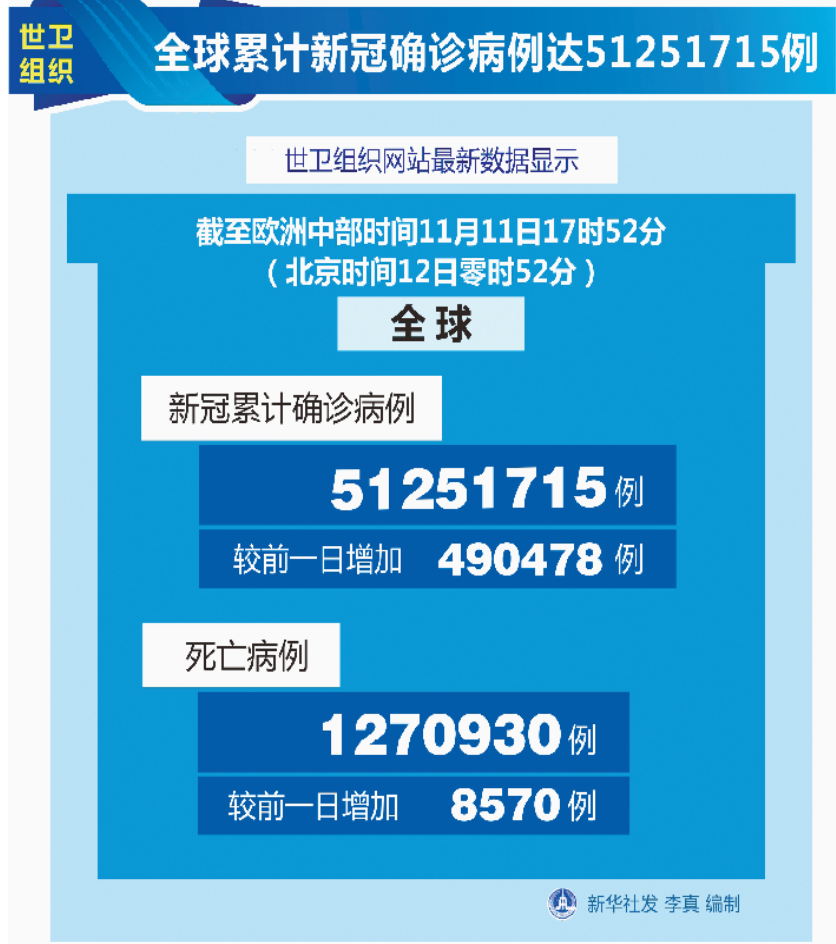 世卫
组织
全球累计新冠确诊病例达51251715例
世卫组织网站最新数据显示
截至欧洲中部时间11月11日17时52分
（北京时间12日零时52分）
全球
新冠累计确诊病例
51251715例
较前一日增加 490478 例
死亡病例
1270930例
较前一日增加 8570例
新华社发 李真 编制